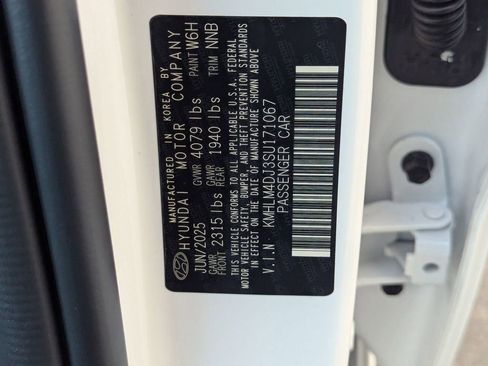 MANUFACTURED IN KOREA BY
HYUNDAI MOTOR COMPANY
JUN/2025 GVWR 4079 lbs PAINT W6H
GAWR FRONT 2315 lbs GAWR REAR 1940 lbs TRIM NNB
THIS VEHICLE CONFORMS TO ALL APPLICABLE U.S.A. FEDERAL
MOTOR VEHICLE SAFETY, BUMPER, AND THEFT PREVENTION STANDARDS
IN EFFECT ON THE DATE OF MANUFACTURE SHOWN ABOVE.
V.I.N KMHLM4DJ3SU171067
PASSENGER CAR